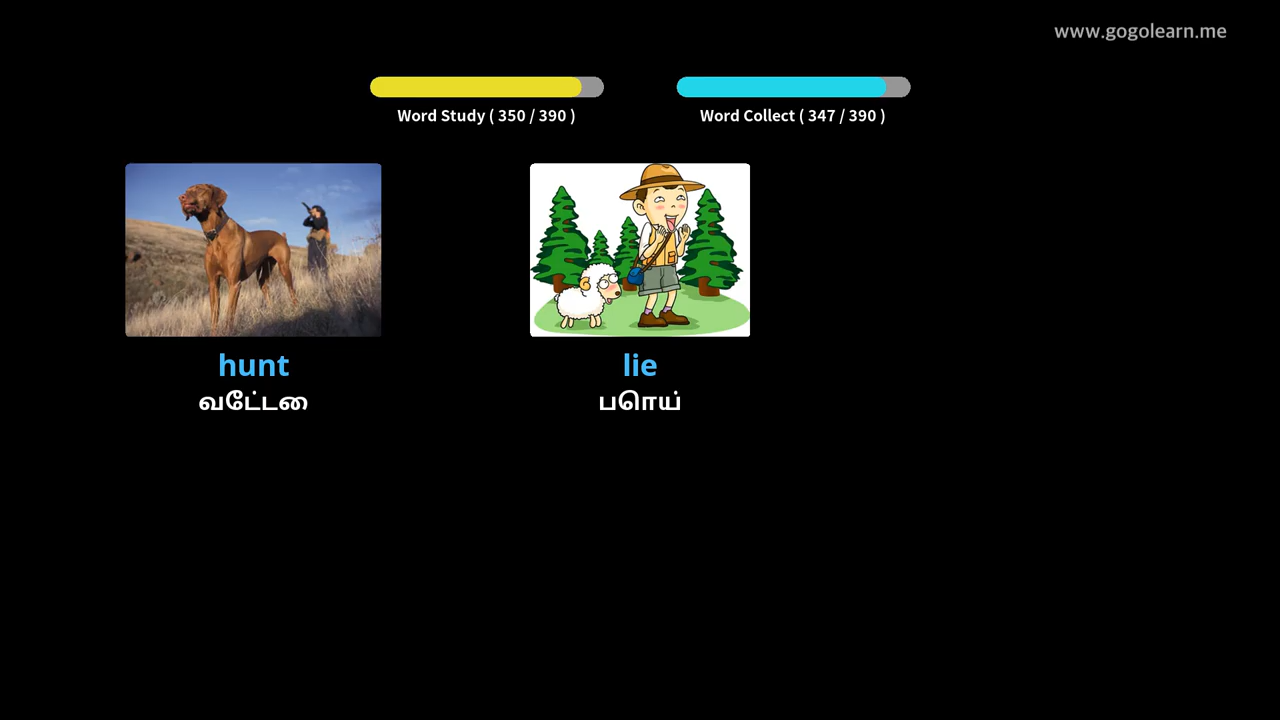 www.gogolearn.me
Word Study ( 350 / 390 )
Word Collect ( 347 / 390 )
hunt
lie
வேட்டை
பொய்